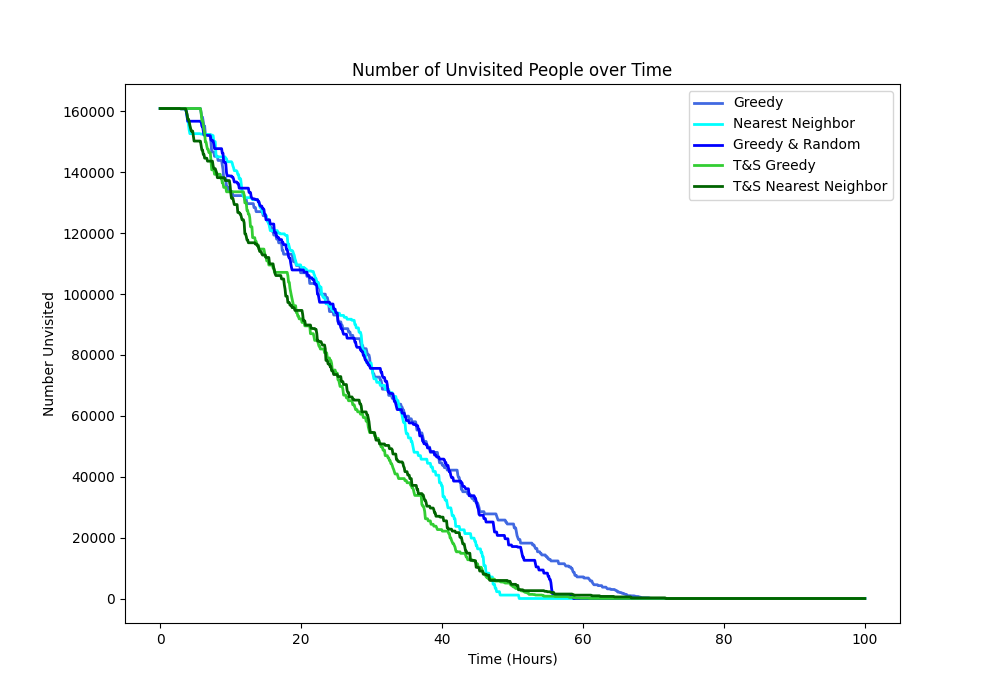 Number of Unvisited People over Time
Greedy
Nearest Neighbor
Greedy & Random
T&S Greedy
T&S Nearest Neighbor
Number Unvisited
160000
140000
120000
100000
80000
60000
40000
20000
0
0 20 40 60 80 100
Time (Hours)